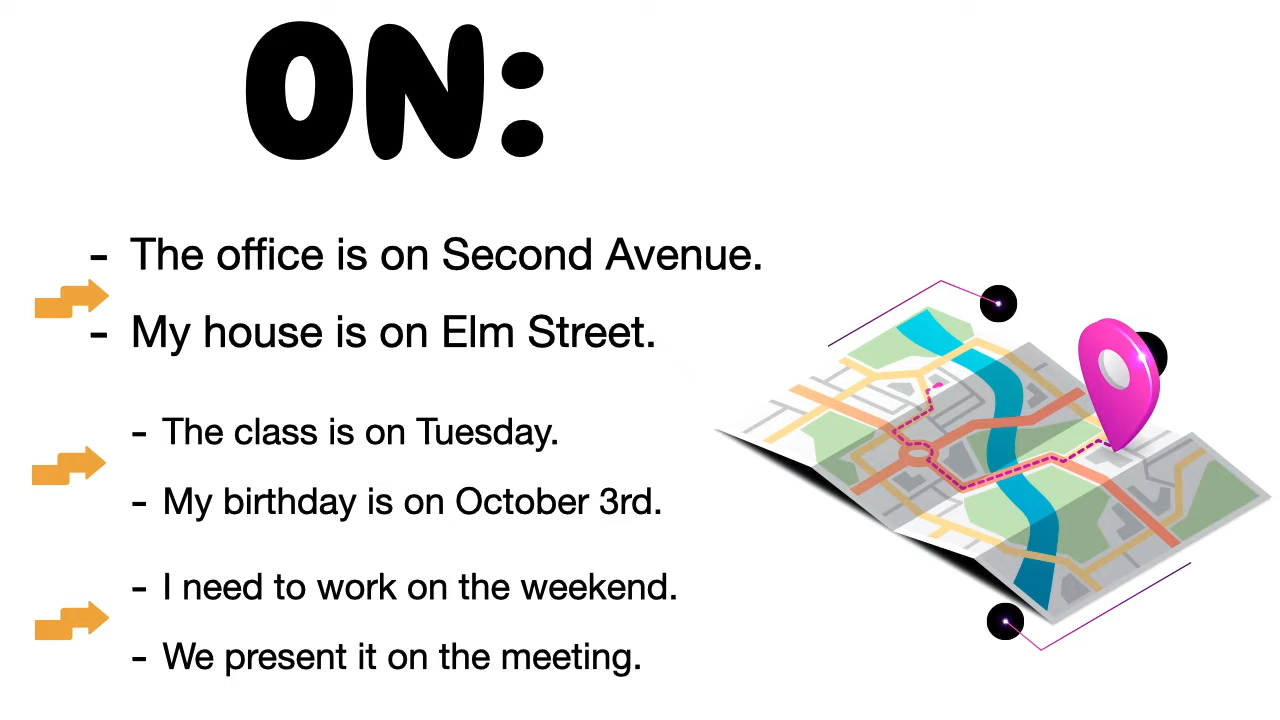 ON:
- The office is on Second Avenue.
- My house is on Elm Street.
- The class is on Tuesday.
- My birthday is on October 3rd.
- I need to work on the weekend.
- We present it on the meeting.